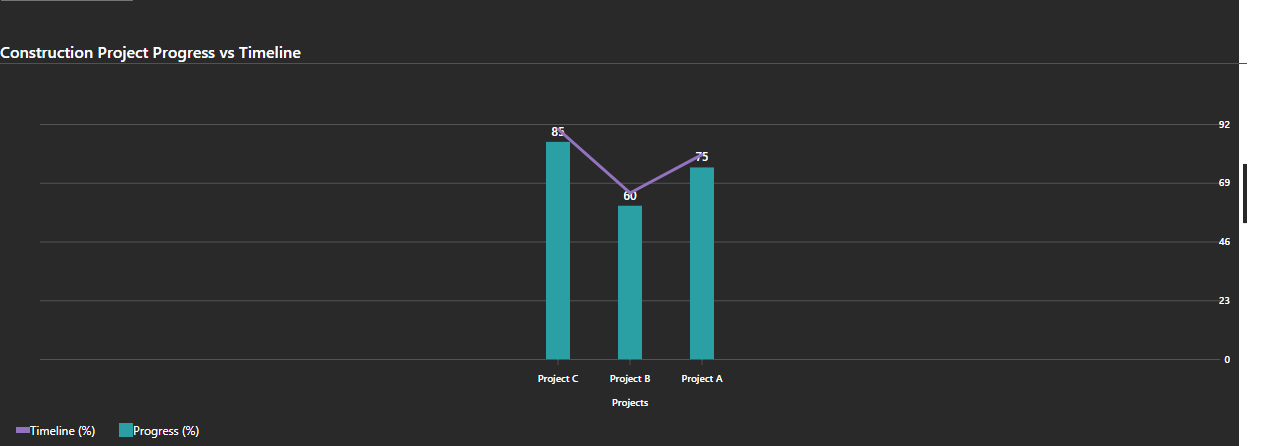 Construction Project Progress vs Timeline
92
69
46
23
0
85
60
75
Project C Project B Project A
Projects
Timeline (%) Progress (%)